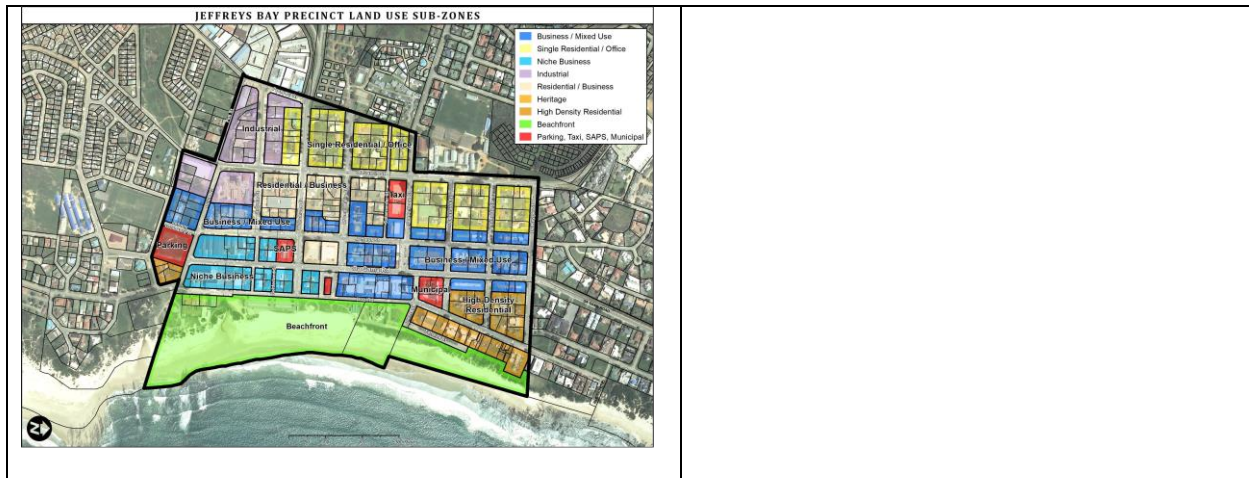 JEFFREYS BAY PRECINCT LAND USE SUB-ZONES
Business / Mixed Use
Single Residential / Office
Niche Business
Industrial
Residential / Business
Heritage
High Density Residential
Beachfront
Parking, Taxi, SAPS, Municipal
Industrial
Single Residential / Office
Residential / Business
Taxi
Business / Mixed Use
Parking
SAPS
Business / Mixed Use
Niche Business
Municipal
High Density
Residential
Beachfront
N